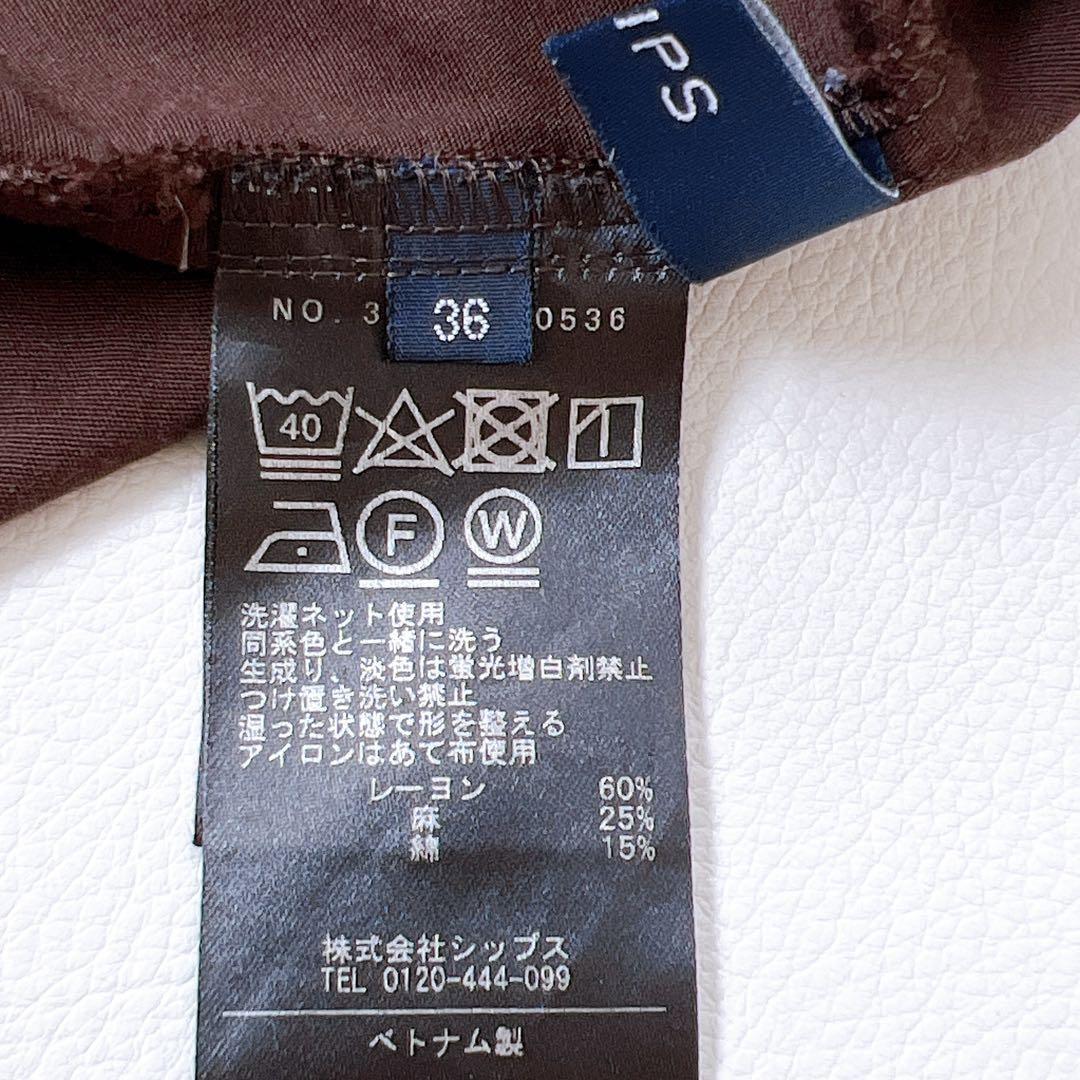 IPS
NO. 3
36
0536
40
F
W
洗濯ネット使用
同系色と一緒に洗う
生成り、淡色は蛍光増白剤禁止
つけ置き洗い禁止
湿った状態で形を整える
アイロンはあて布使用
レーヨン 60%
麻 25%
綿 15%
株式会社シップス
TEL 0120-444-099
ベトナム製